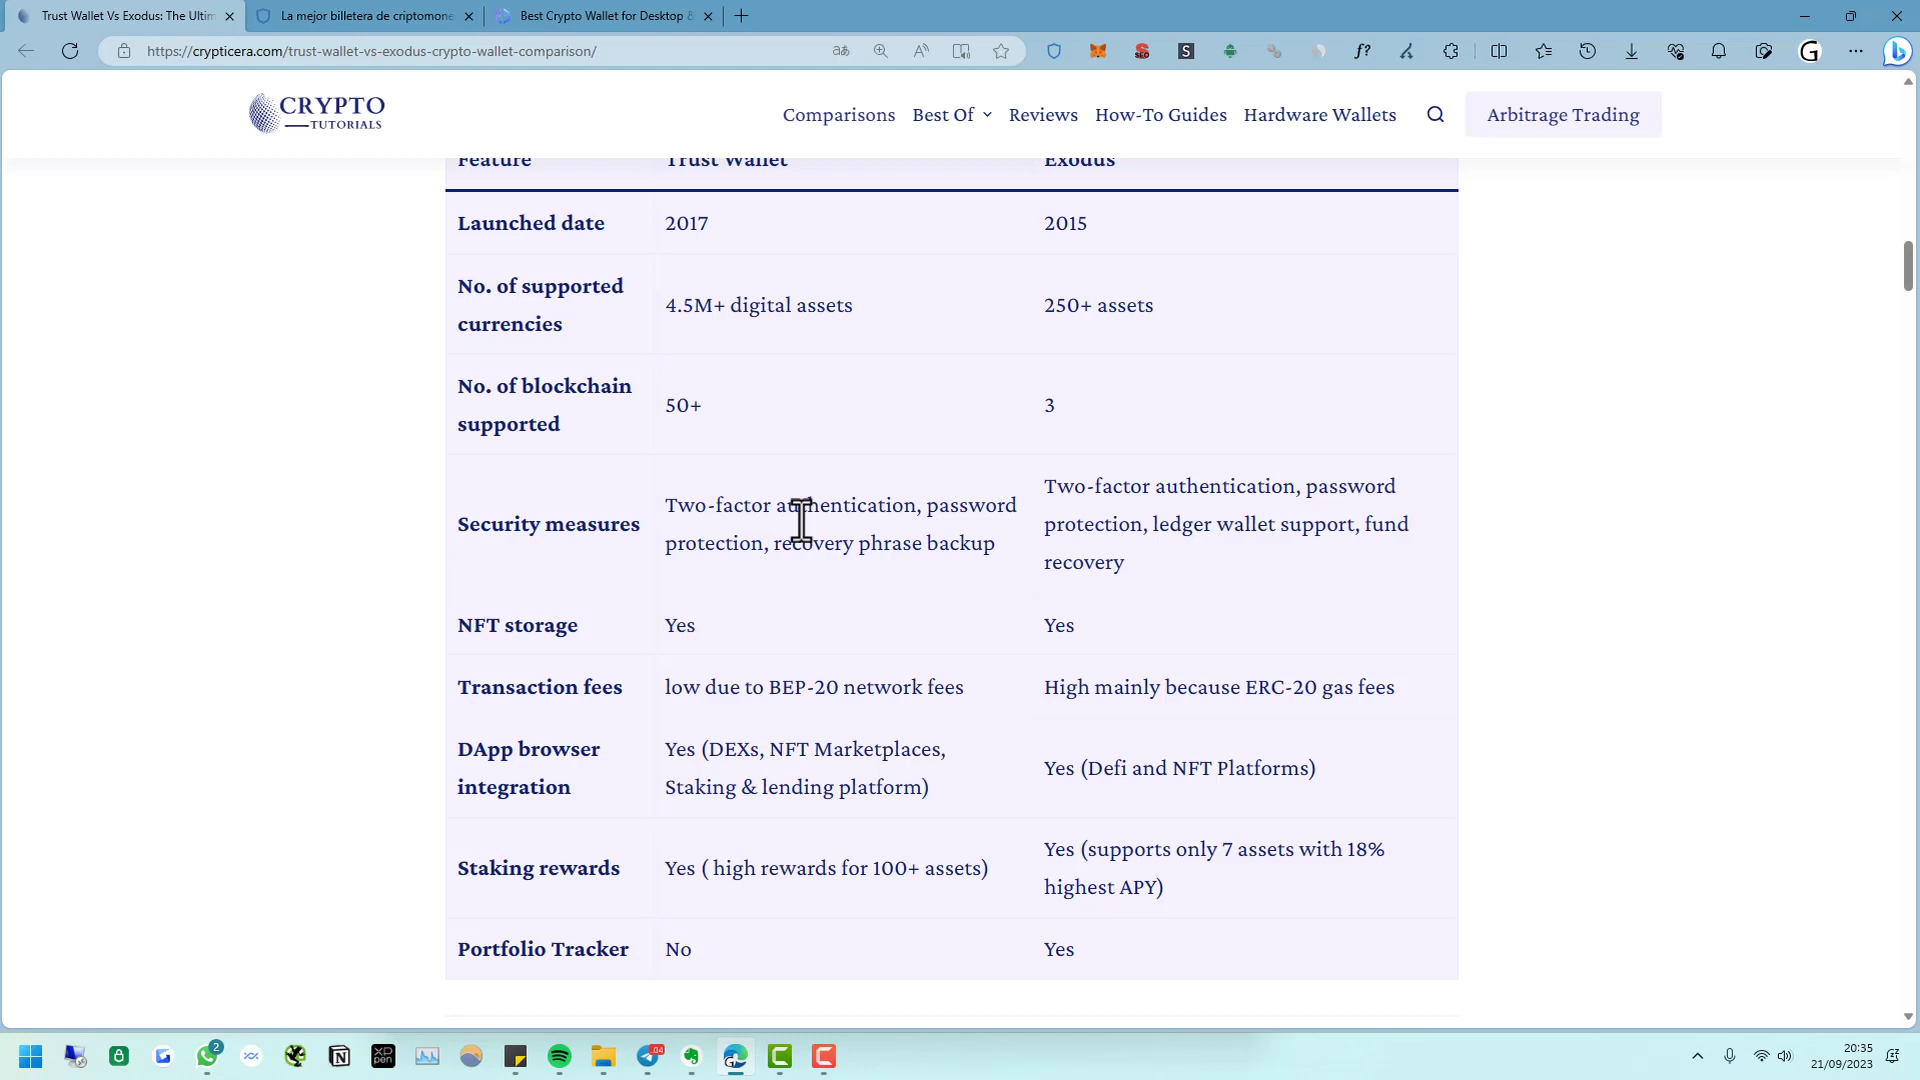 Trust Wallet Vs Exodus: The Ultim
La mejor billetera de criptomone
Best Crypto Wallet for Desktop &
https://crypticera.com/trust-wallet-vs-exodus-crypto-wallet-comparison/
CRYPTO
TUTORIALS
Comparisons
Best Of
Reviews
How-To Guides
Hardware Wallets
Arbitrage Trading
Feature Trust Wallet Exodus
Launched date 2017 2015
No. of supported
currencies
4.5M+ digital assets
250+ assets
No. of blockchain
supported
50+
3
Security measures
Two-factor authentication, password
protection, recovery phrase backup
Two-factor authentication, password
protection, ledger wallet support, fund
recovery
NFT storage Yes Yes
Transaction fees low due to BEP-20 network fees High mainly because ERC-20 gas fees
DApp browser
integration
Yes (DEXs, NFT Marketplaces,
Staking & lending platform)
Yes (Defi and NFT Platforms)
Staking rewards
Yes ( high rewards for 100+ assets)
Yes (supports only 7 assets with 18%
highest APY)
Portfolio Tracker No Yes
20:35
21/09/2023